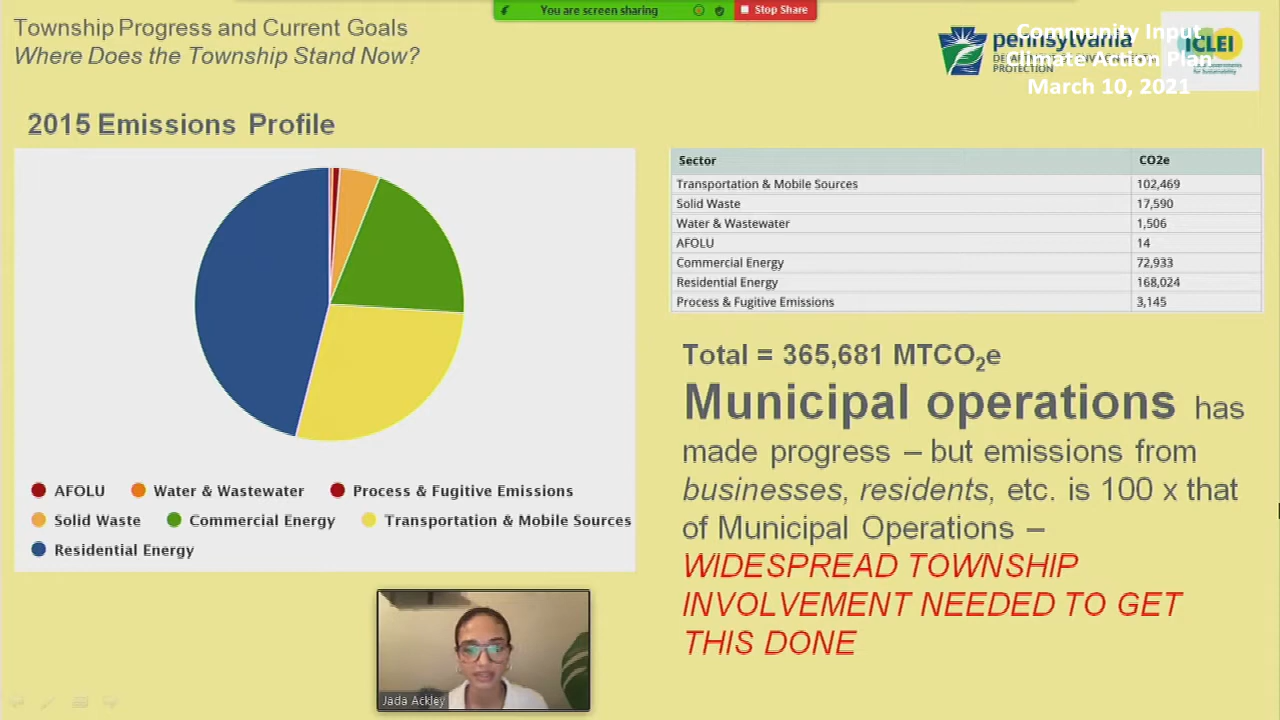 You are screen sharing
Stop Share
Township Progress and Current Goals
Where Does the Township Stand Now?
pennsylvania
PROTECTION
ICLEI
Community Input
Climate Action Plan
March 10, 2021
2015 Emissions Profile
AFOLU Water & Wastewater Process & Fugitive Emissions
Solid Waste Commercial Energy Transportation & Mobile Sources
Residential Energy
Sector CO2e
Transportation & Mobile Sources 102,469
Solid Waste 17,590
Water & Wastewater 1,506
AFOLU 14
Commercial Energy 72,933
Residential Energy 168,024
Process & Fugitive Emissions 3,145
Total = 365,681 MTCO₂e
Municipal operations has
made progress – but emissions from
businesses, residents, etc. is 100 x that
of Municipal Operations –
WIDESPREAD TOWNSHIP
INVOLVEMENT NEEDED TO GET
THIS DONE
Jada Ackley